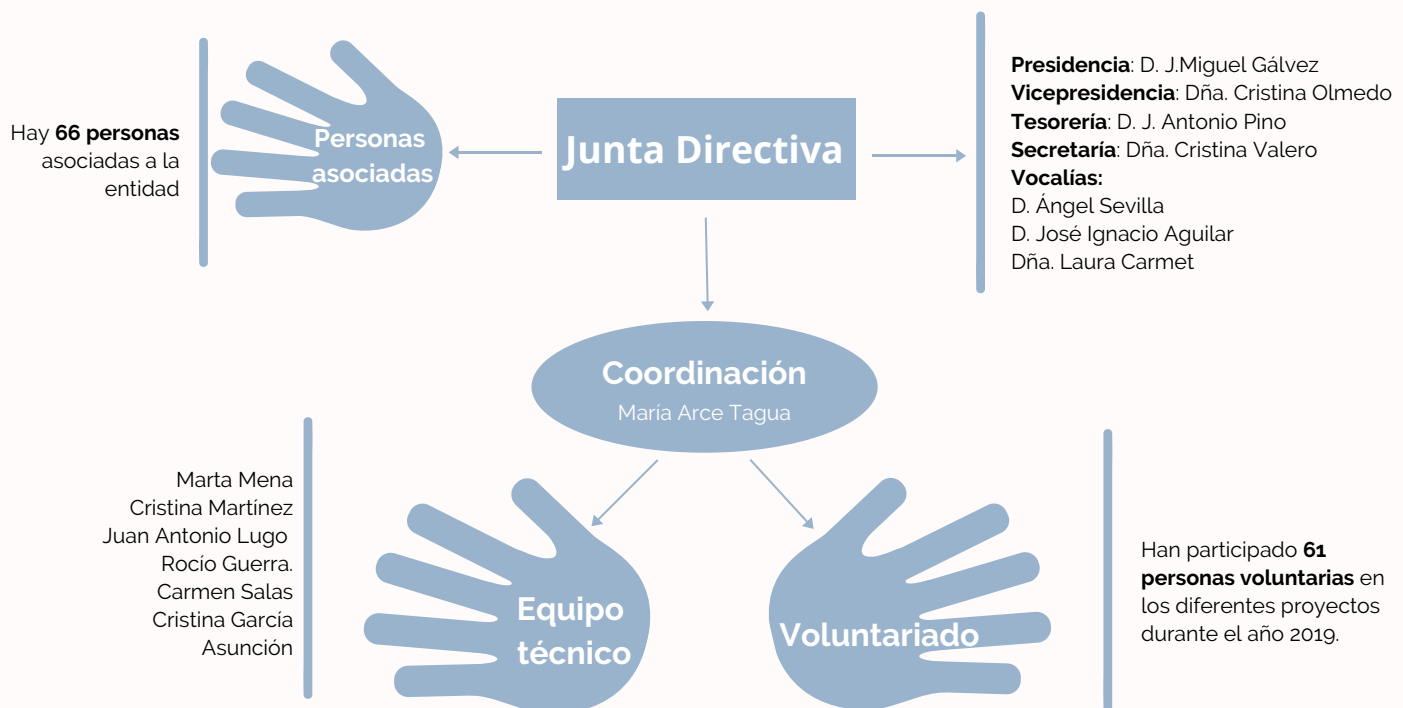 Hay 66 personas
asociadas a la
entidad
Personas
asociadas
Junta Directiva
Presidencia: D. J.Miguel Gálvez
Vicepresidencia: Dña. Cristina Olmedo
Tesorería: D. J. Antonio Pino
Secretaría: Dña. Cristina Valero
Vocalías:
D. Ángel Sevilla
D. José Ignacio Aguilar
Dña. Laura Carmet
Coordinación
María Arce Tagua
Marta Mena
Cristina Martínez
Juan Antonio Lugo
Rocío Guerra.
Carmen Salas
Cristina García
Asunción
Equipo
técnico
Voluntariado
Han participado 61
personas voluntarias en
los diferentes proyectos
durante el año 2019.